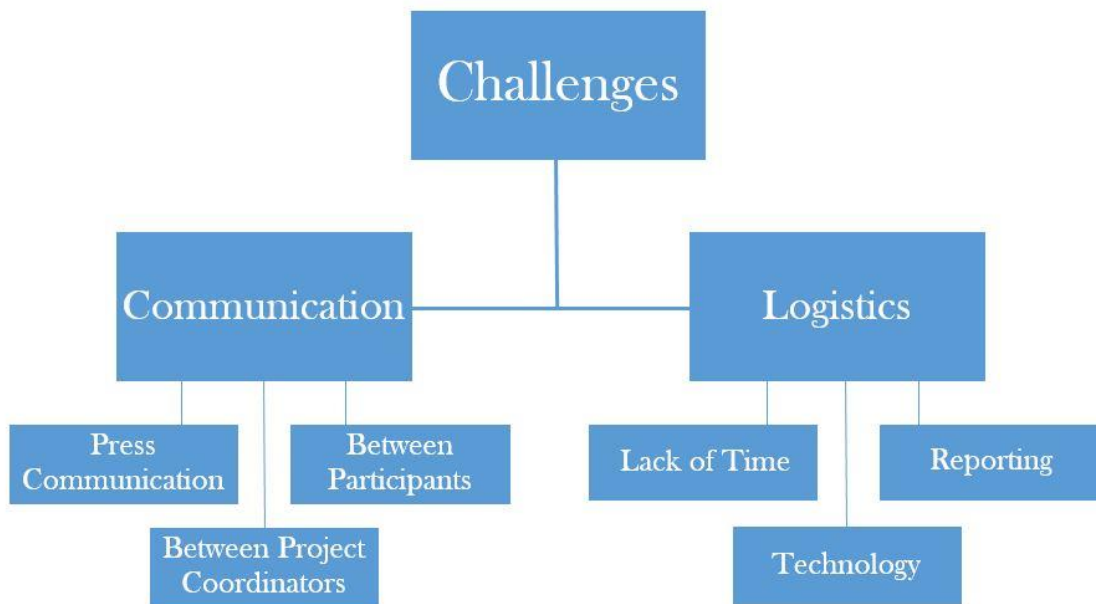 Challenges
Communication
Logistics
Press
Communication
Between
Participants
Between Project
Coordinators
Lack of Time
Reporting
Technology